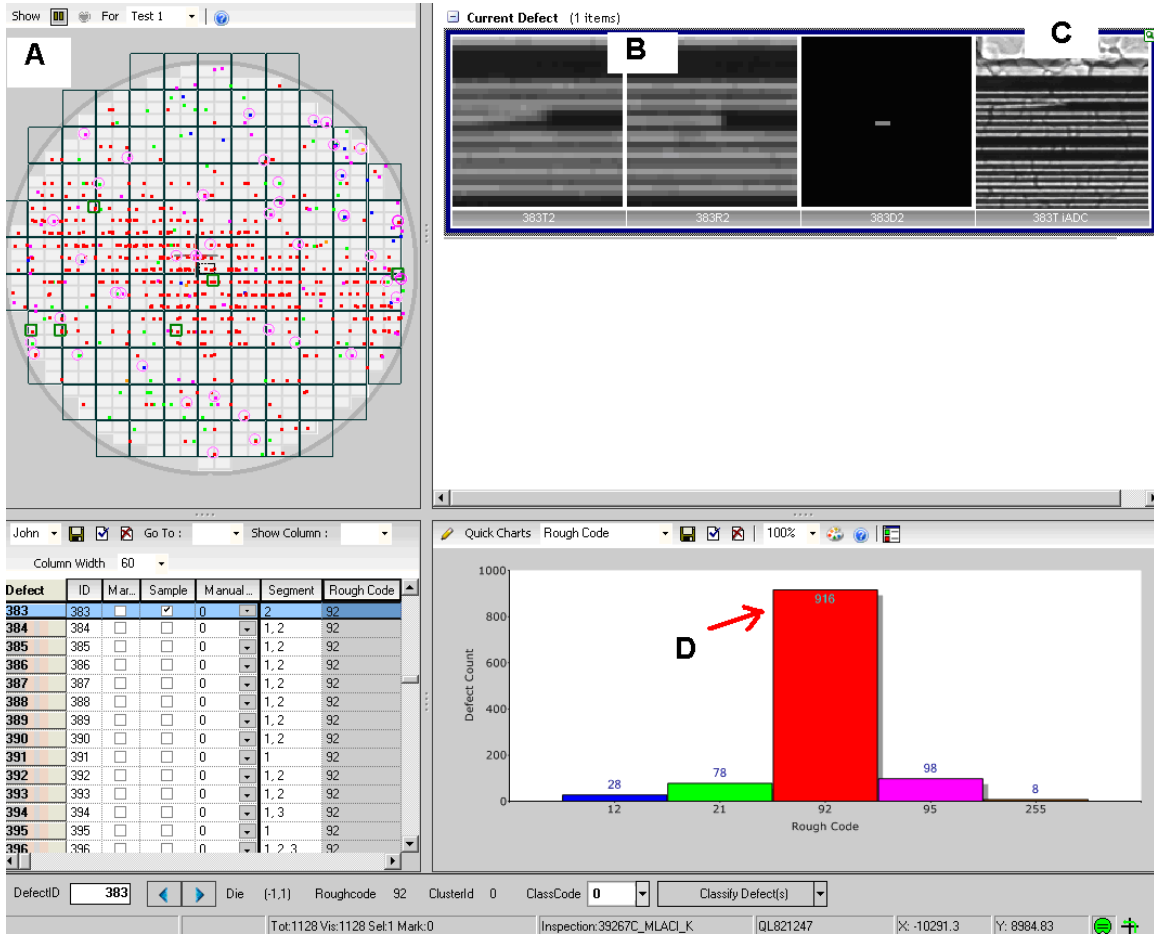 Show For Test 1
A
Current Defect (1 items)
B
C
383T2 383R2 383D2 383T iADC
John Go To : Show Column :
Column Width 60
Defect ID Mar... Sample Manual... Segment Rough Code
383 383 0 2 92
384 384 0 1, 2 92
385 385 0 1, 2 92
386 386 0 1, 2 92
387 387 0 1, 2 92
388 388 0 1, 2 92
389 389 0 1, 2 92
390 390 0 1, 2 92
391 391 0 1 92
392 392 0 1, 2 92
393 393 0 1, 2 92
394 394 0 1, 3 92
395 395 0 1 92
396 396 0 1, 2, 3 92
Quick Charts Rough Code 100%
1000
800
600
400
200
0
Defect Count
D
28
78
916
98
8
12 21 92 95 255
Rough Code
DefectID 383 Die (-1,1) Roughcode 92 ClusterId 0 ClassCode 0 Classify Defect(s)
Tot:1128 Vis:1128 Sel:1 Mark:0 Inspection:39267C_MLACI_K QL821247 X: -10291.3 Y: 8984.83